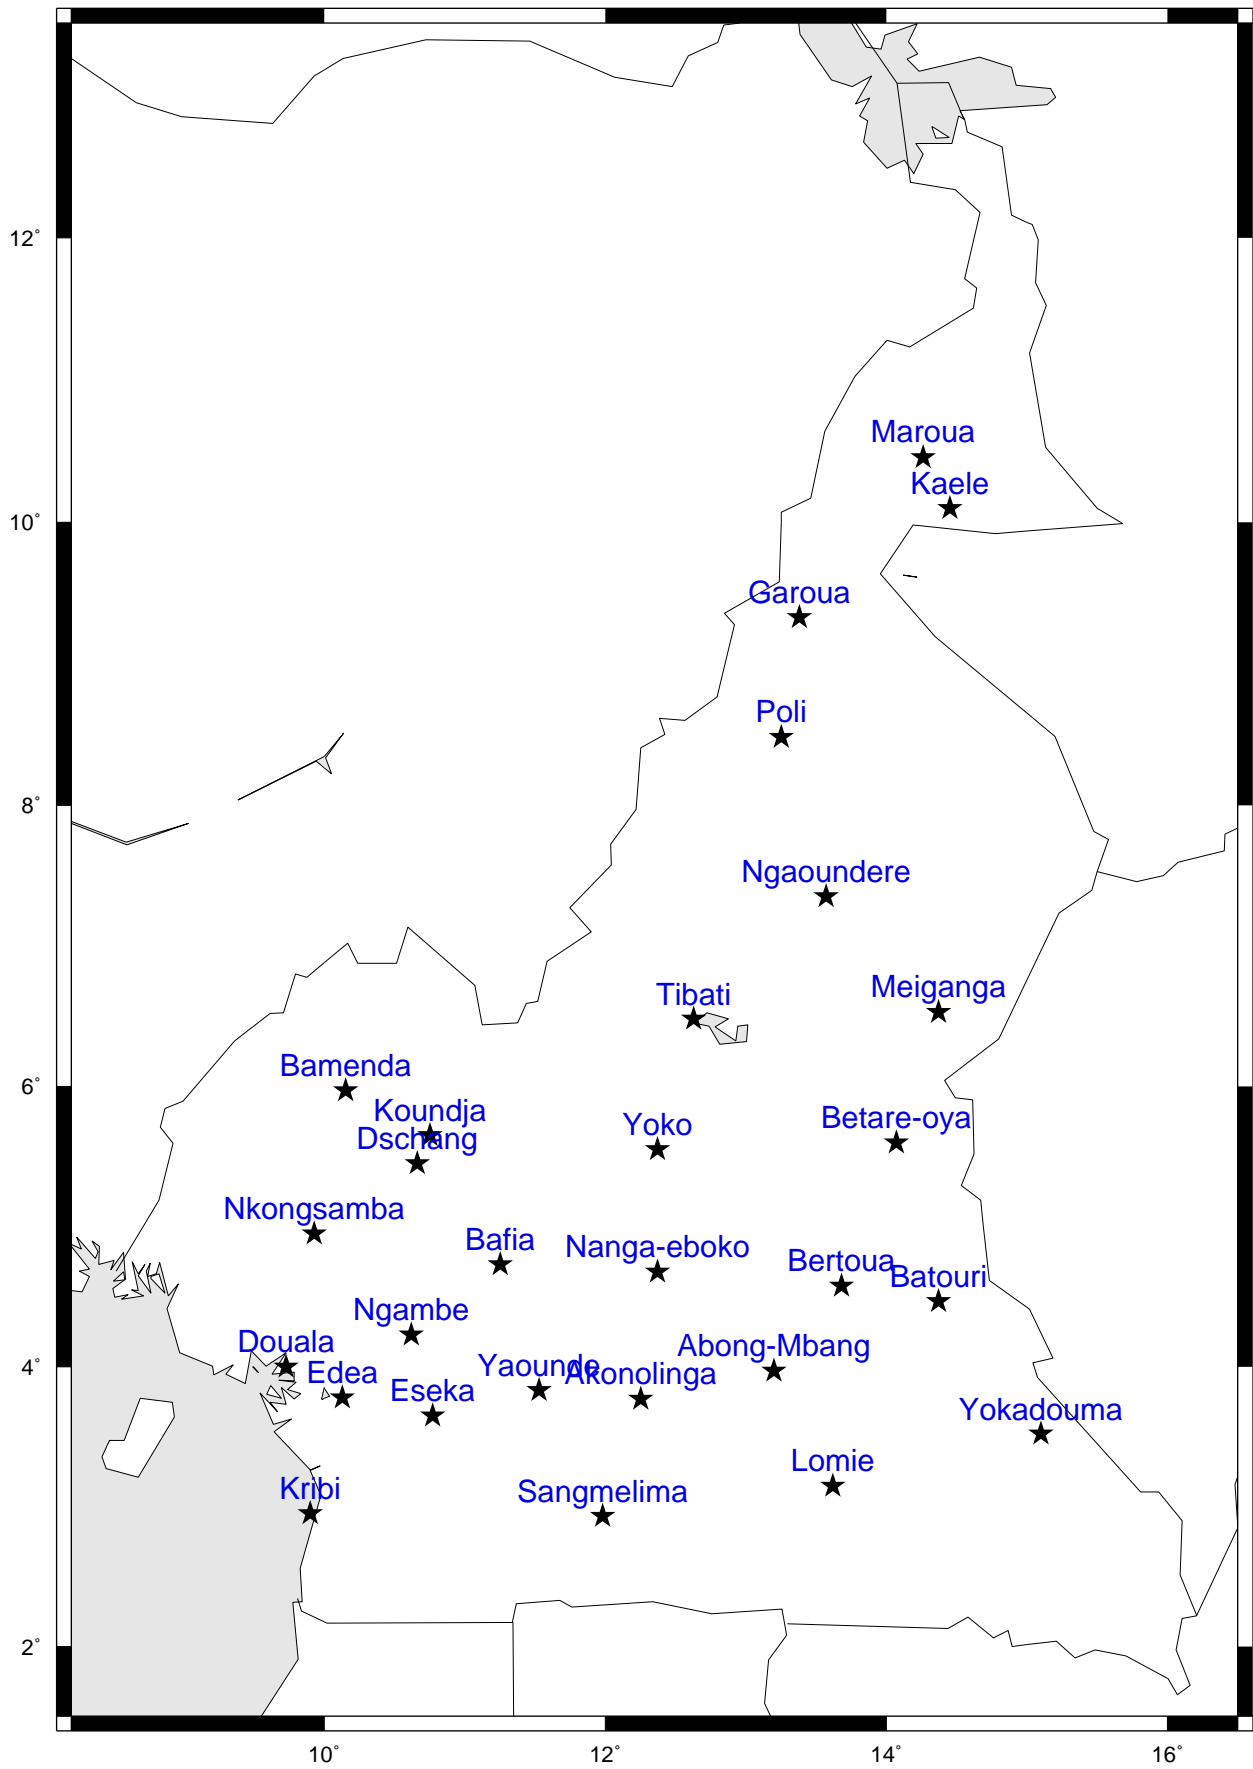 12°
Maroua
Kaele
10°
Garoua
Poli
8°
Ngaoundere
Meiganga
Tibati
Bamenda
6°
Koundja
Betare-oya
Yoko
Dschang
Nkongsamba
Bafia
Nanga-eboko
Bertoua
Batouri
Ngambe
Douala
Abong-Mbang
4°
Yaounde
Akonolinga
Edea
Eseka
Yokadouma
Lomie
Kribi
Sangmelima
2°
10° 12° 14° 16°